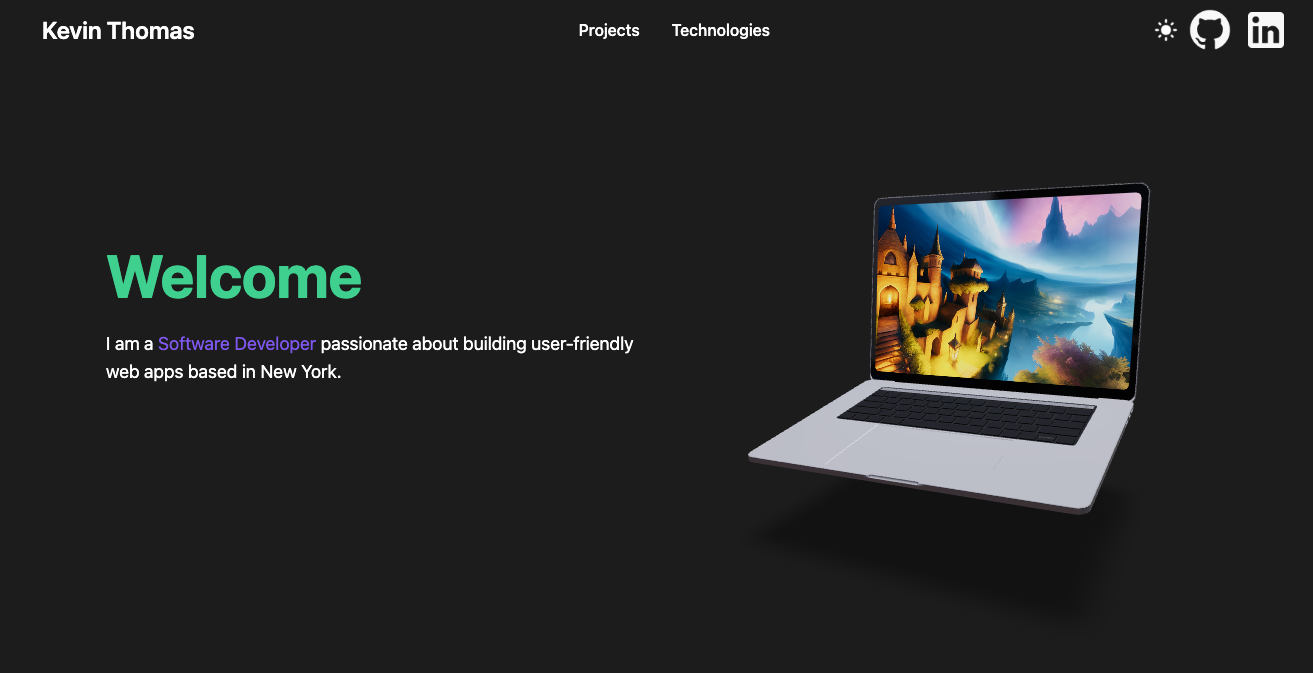 Kevin Thomas
Projects
Technologies
in
Welcome
I am a Software Developer passionate about building user-friendly
web apps based in New York.